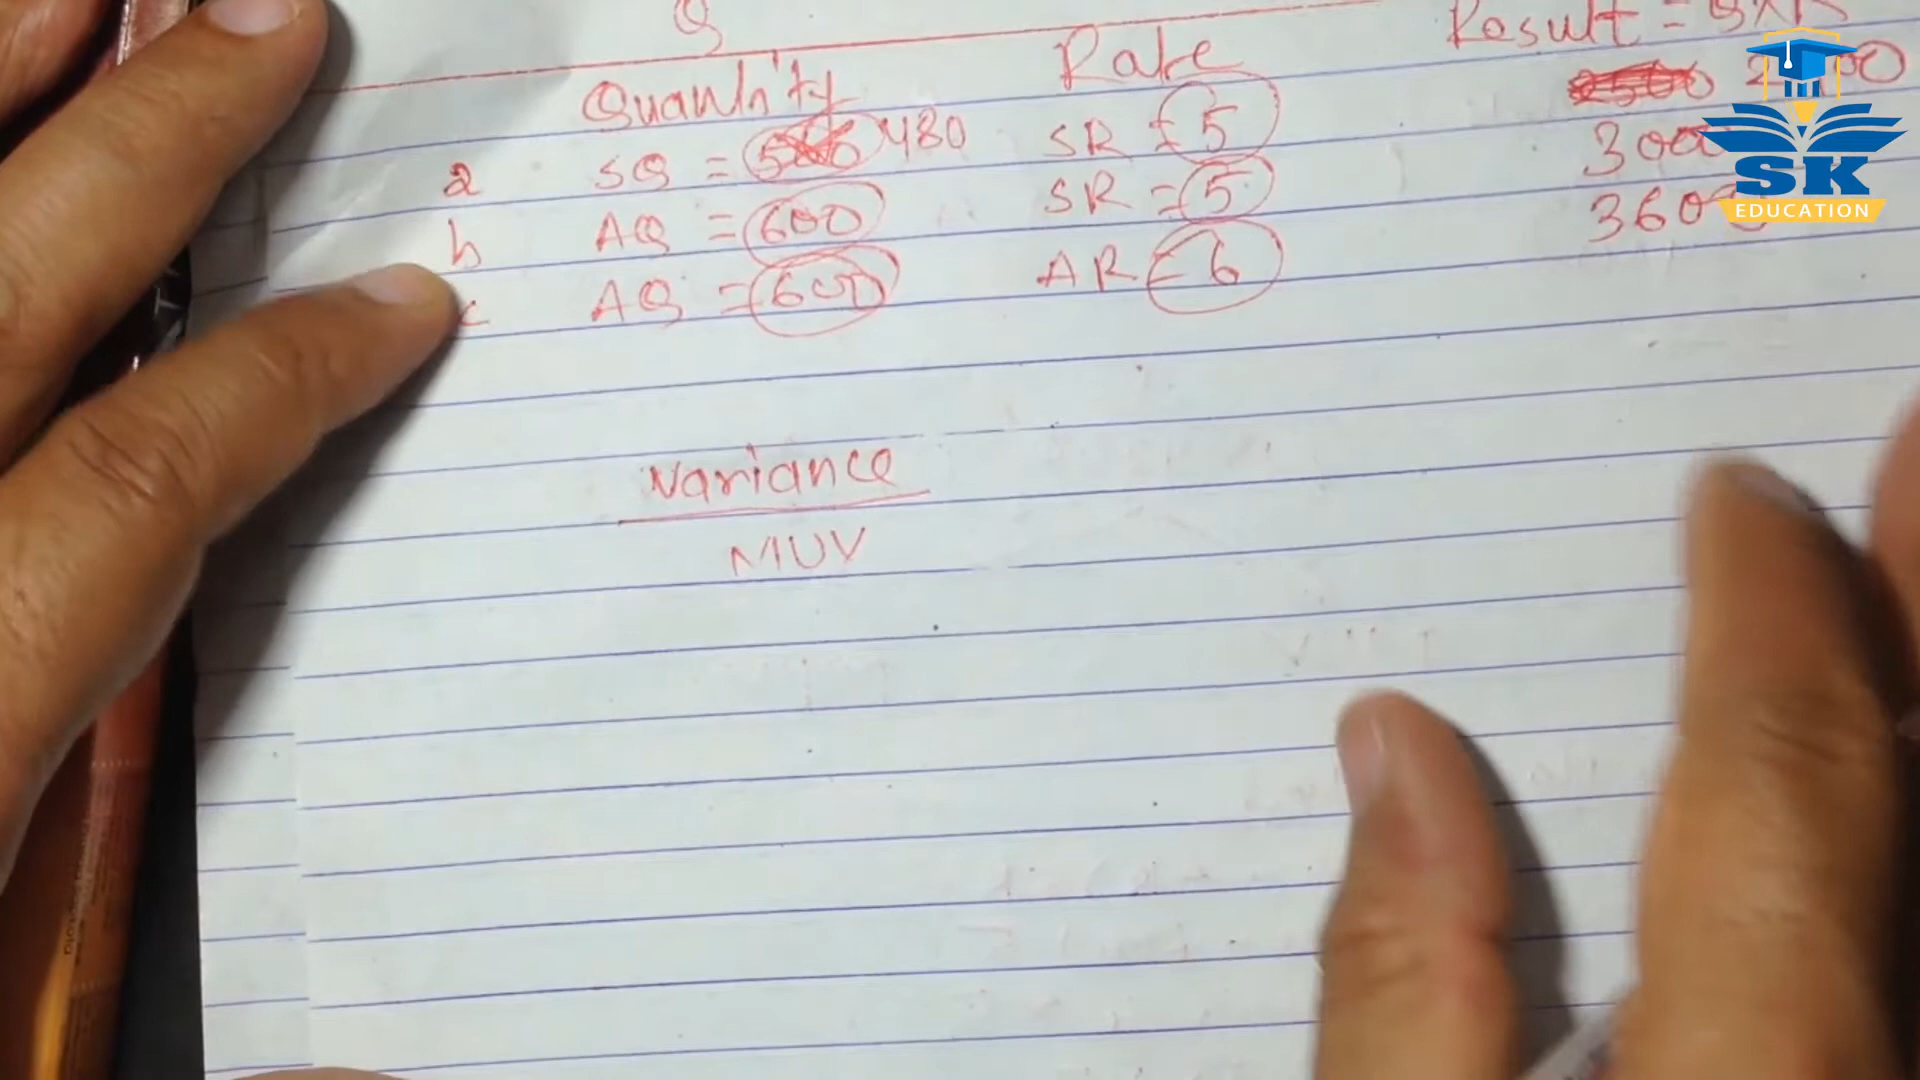 Q
Result = QXR
Quantity Rate
a SQ = 480 SR = 5
b AQ = 600 SR = 5 3000
c AQ = 600 AR = 6 3600
Variance
MUV
SK
EDUCATION